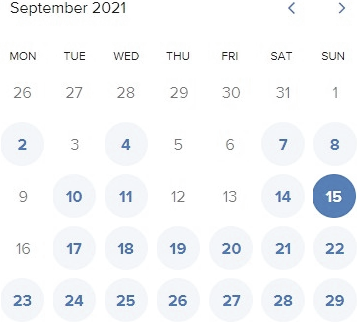 September 2021
MON TUE WED THU FRI SAT SUN
26 27 28 29 30 31 1
2 3 4 5 6 7 8
9 10 11 12 13 14 15
16 17 18 19 20 21 22
23 24 25 26 27 28 29